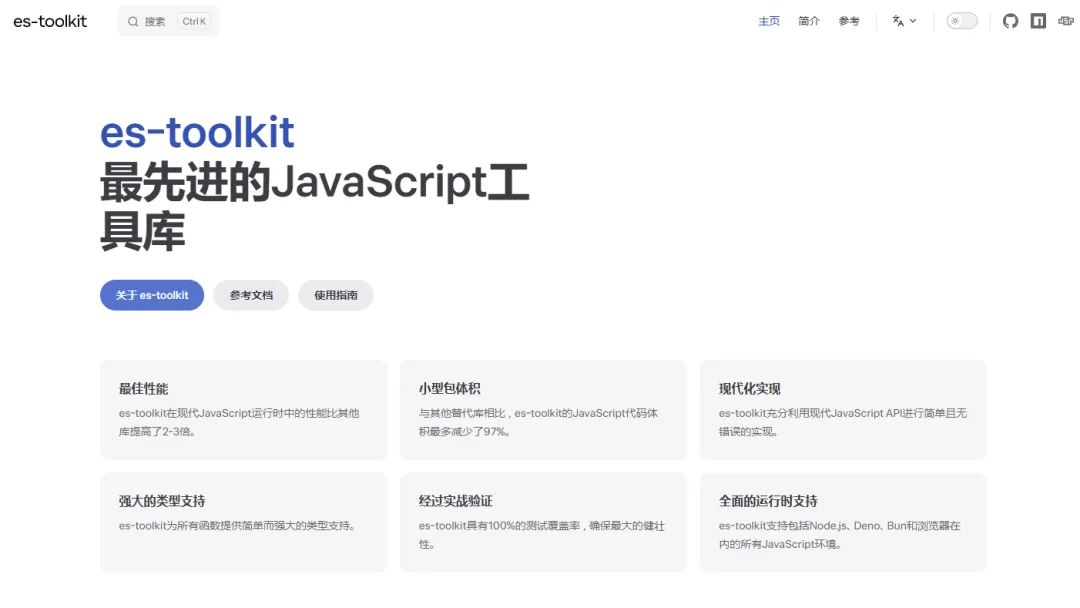 es-toolkit
搜索
Ctrl K
主页
简介
参考
es-toolkit
最先进的JavaScript工
具库
关于 es-toolkit
参考文档
使用指南
最佳性能
es-toolkit在现代JavaScript运行时中的性能比其他
库提高了2-3倍。
小型包体积
与其他替代库相比，es-toolkit的JavaScript代码体
积最多减少了97%。
现代化实现
es-toolkit充分利用现代JavaScript API进行简单且无
错误的实现。
强大的类型支持
es-toolkit为所有函数提供简单而强大的类型支持。
经过实战验证
es-toolkit具有100%的测试覆盖率，确保最大的健壮
性。
全面的运行时支持
es-toolkit支持包括Node.js、Deno、Bun和浏览器在
内的所有JavaScript环境。